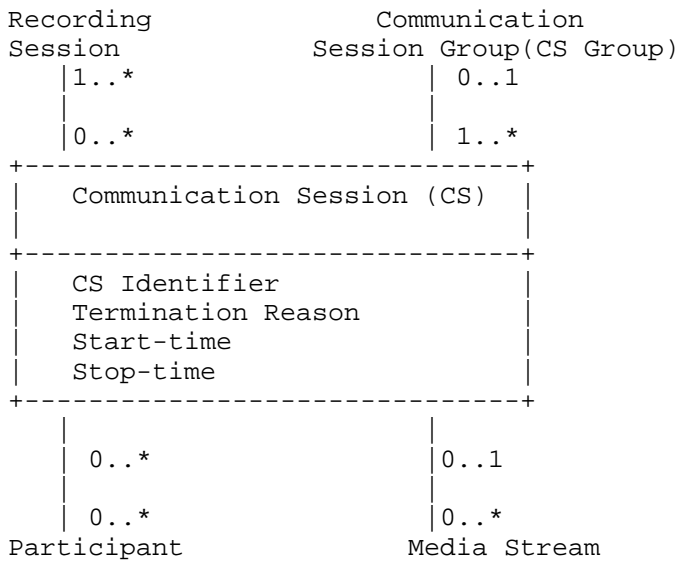 Recording                Communication
Session            Session Group(CS Group)
   |1..*                   | 0..1
   |                       |
   |0..*                   | 1..*
+-------------------------------+
|   Communication Session (CS)  |
|                               |
+-------------------------------+
|   CS Identifier               |
|   Termination Reason          |
|   Start-time                  |
|   Stop-time                   |
+-------------------------------+
   |                       |
   | 0..*                  |0..1
   |                       |
   | 0..*                  |0..*
Participant              Media Stream